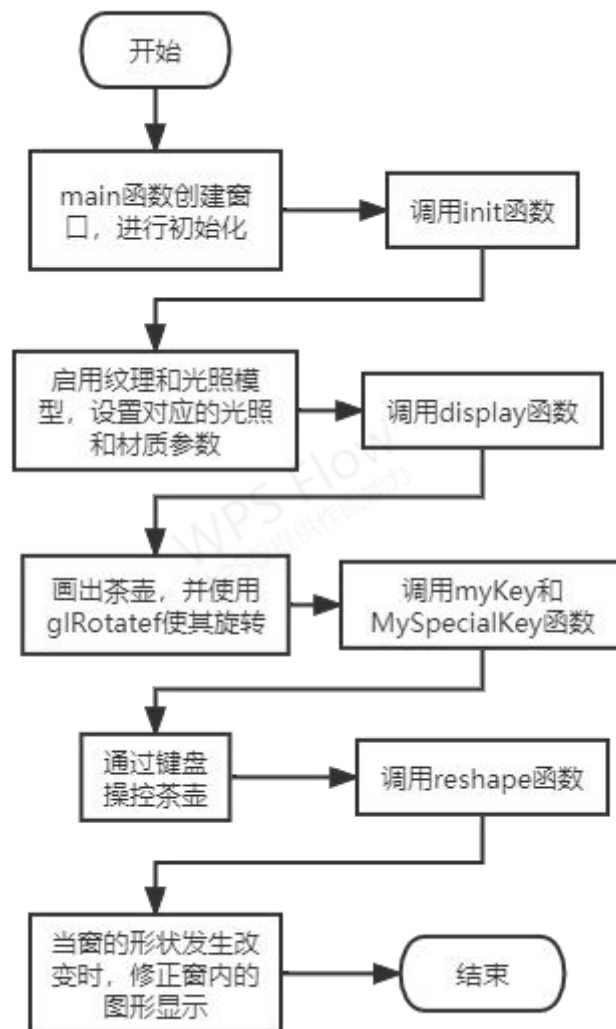 开始
main函数创建窗
口，进行初始化
调用init函数
启用纹理和光照模
型，设置对应的光照
和材质参数
调用display函数
画出茶壶，并使用
glRotatef使其旋转
调用myKey和
MySpecialKey函数
通过键盘
操控茶壶
调用reshape函数
当窗的形状发生改
变时，修正窗内的
图形显示
结束
WPS Flow